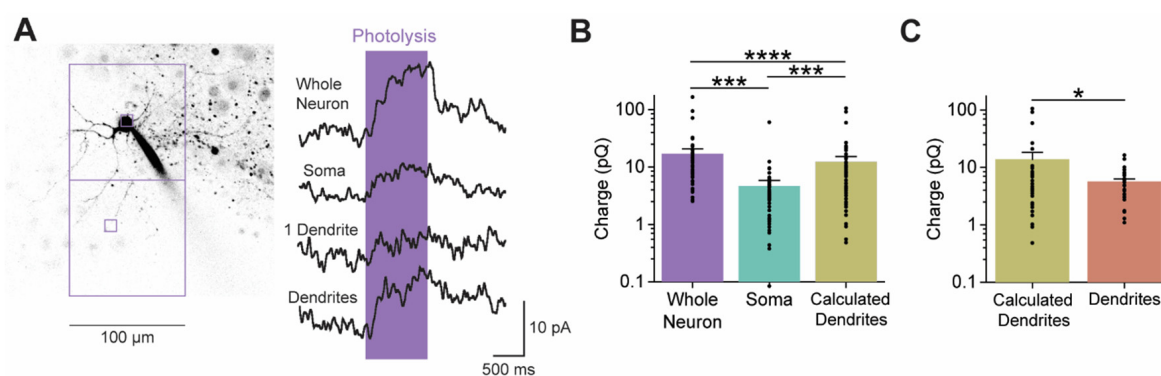 A
100 µm
Photolysis
Whole
Neuron
Soma
1 Dendrite
Dendrites
10 pA
500 ms
B
****
*** ***
Charge (pQ)
100
10
1
0.1
Whole
Neuron
Soma
Calculated
Dendrites
C
*
Charge (pQ)
100
10
1
0.1
Calculated
Dendrites
Dendrites